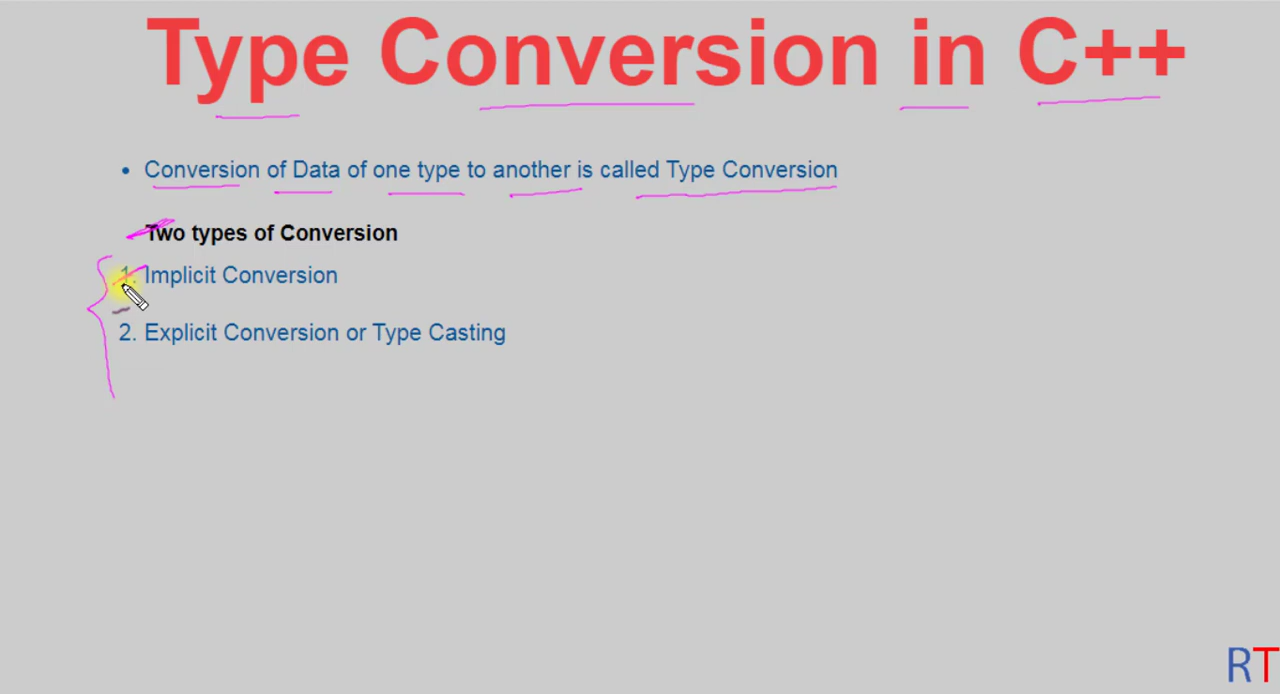 Type Conversion in C++
• Conversion of Data of one type to another is called Type Conversion
Two types of Conversion
1. Implicit Conversion
2. Explicit Conversion or Type Casting
RT